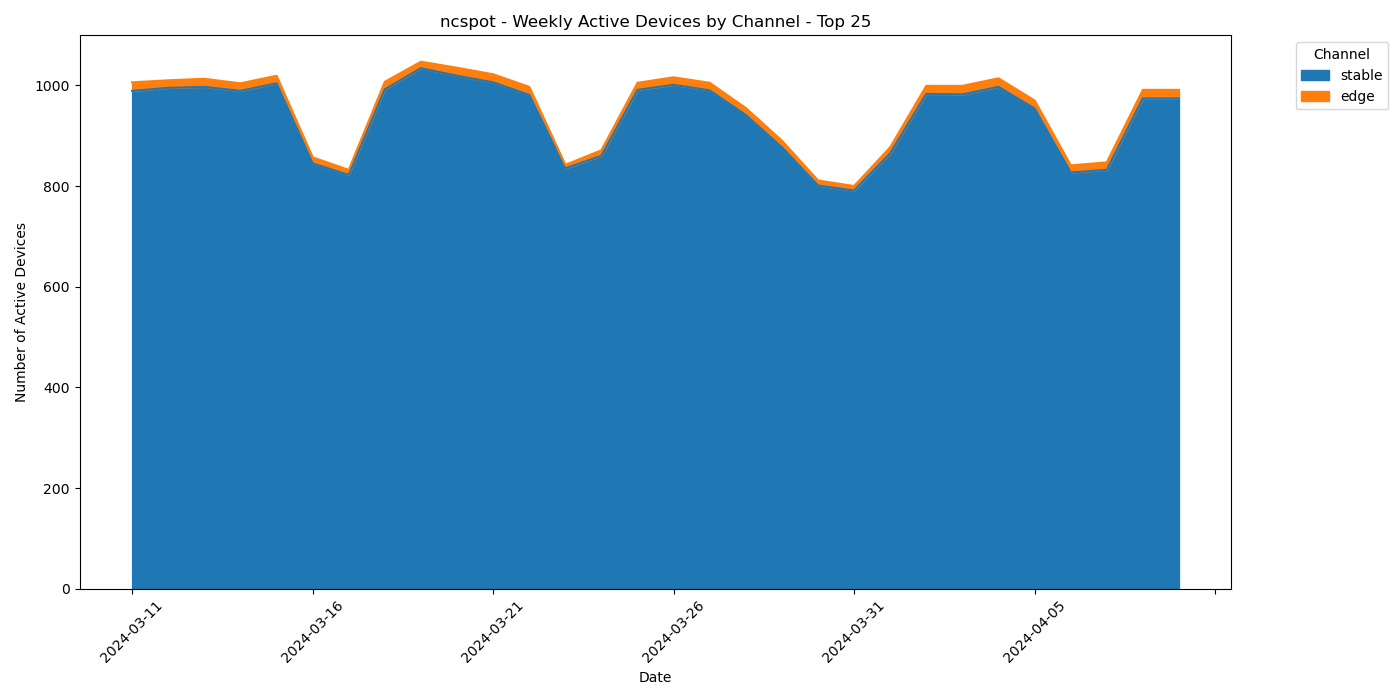 ncspot - Weekly Active Devices by Channel - Top 25
Channel
stable
edge
Number of Active Devices
1000
800
600
400
200
0
2024-03-11
2024-03-16
2024-03-21
2024-03-26
2024-03-31
2024-04-05
Date